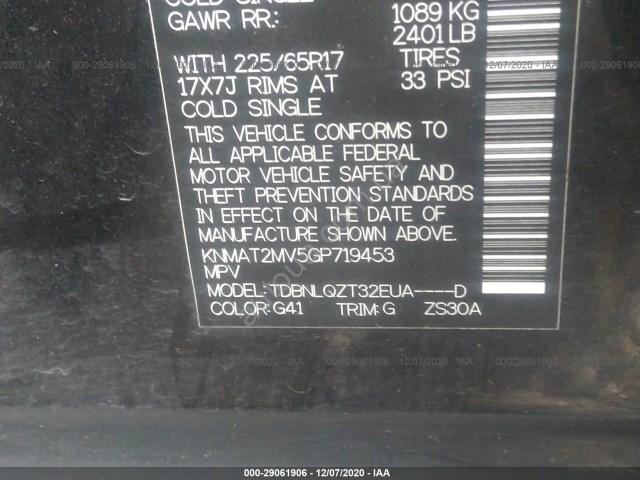 COLD SINGLE
GAWR RR: 1089 KG
2401 LB
WITH 225/65R17 TIRES
17X7J RIMS AT 33 PSI
COLD SINGLE
THIS VEHICLE CONFORMS TO
ALL APPLICABLE FEDERAL
MOTOR VEHICLE SAFETY AND
THEFT PREVENTION STANDARDS
IN EFFECT ON THE DATE OF
MANUFACTURE SHOWN ABOVE.
KNMAT2MV5GP719453
MPV
MODEL: TDBNLQZT32EUA----D
COLOR: G41 TRIM: G ZS30A
000-29061906 - 12/07/2020 - IAA